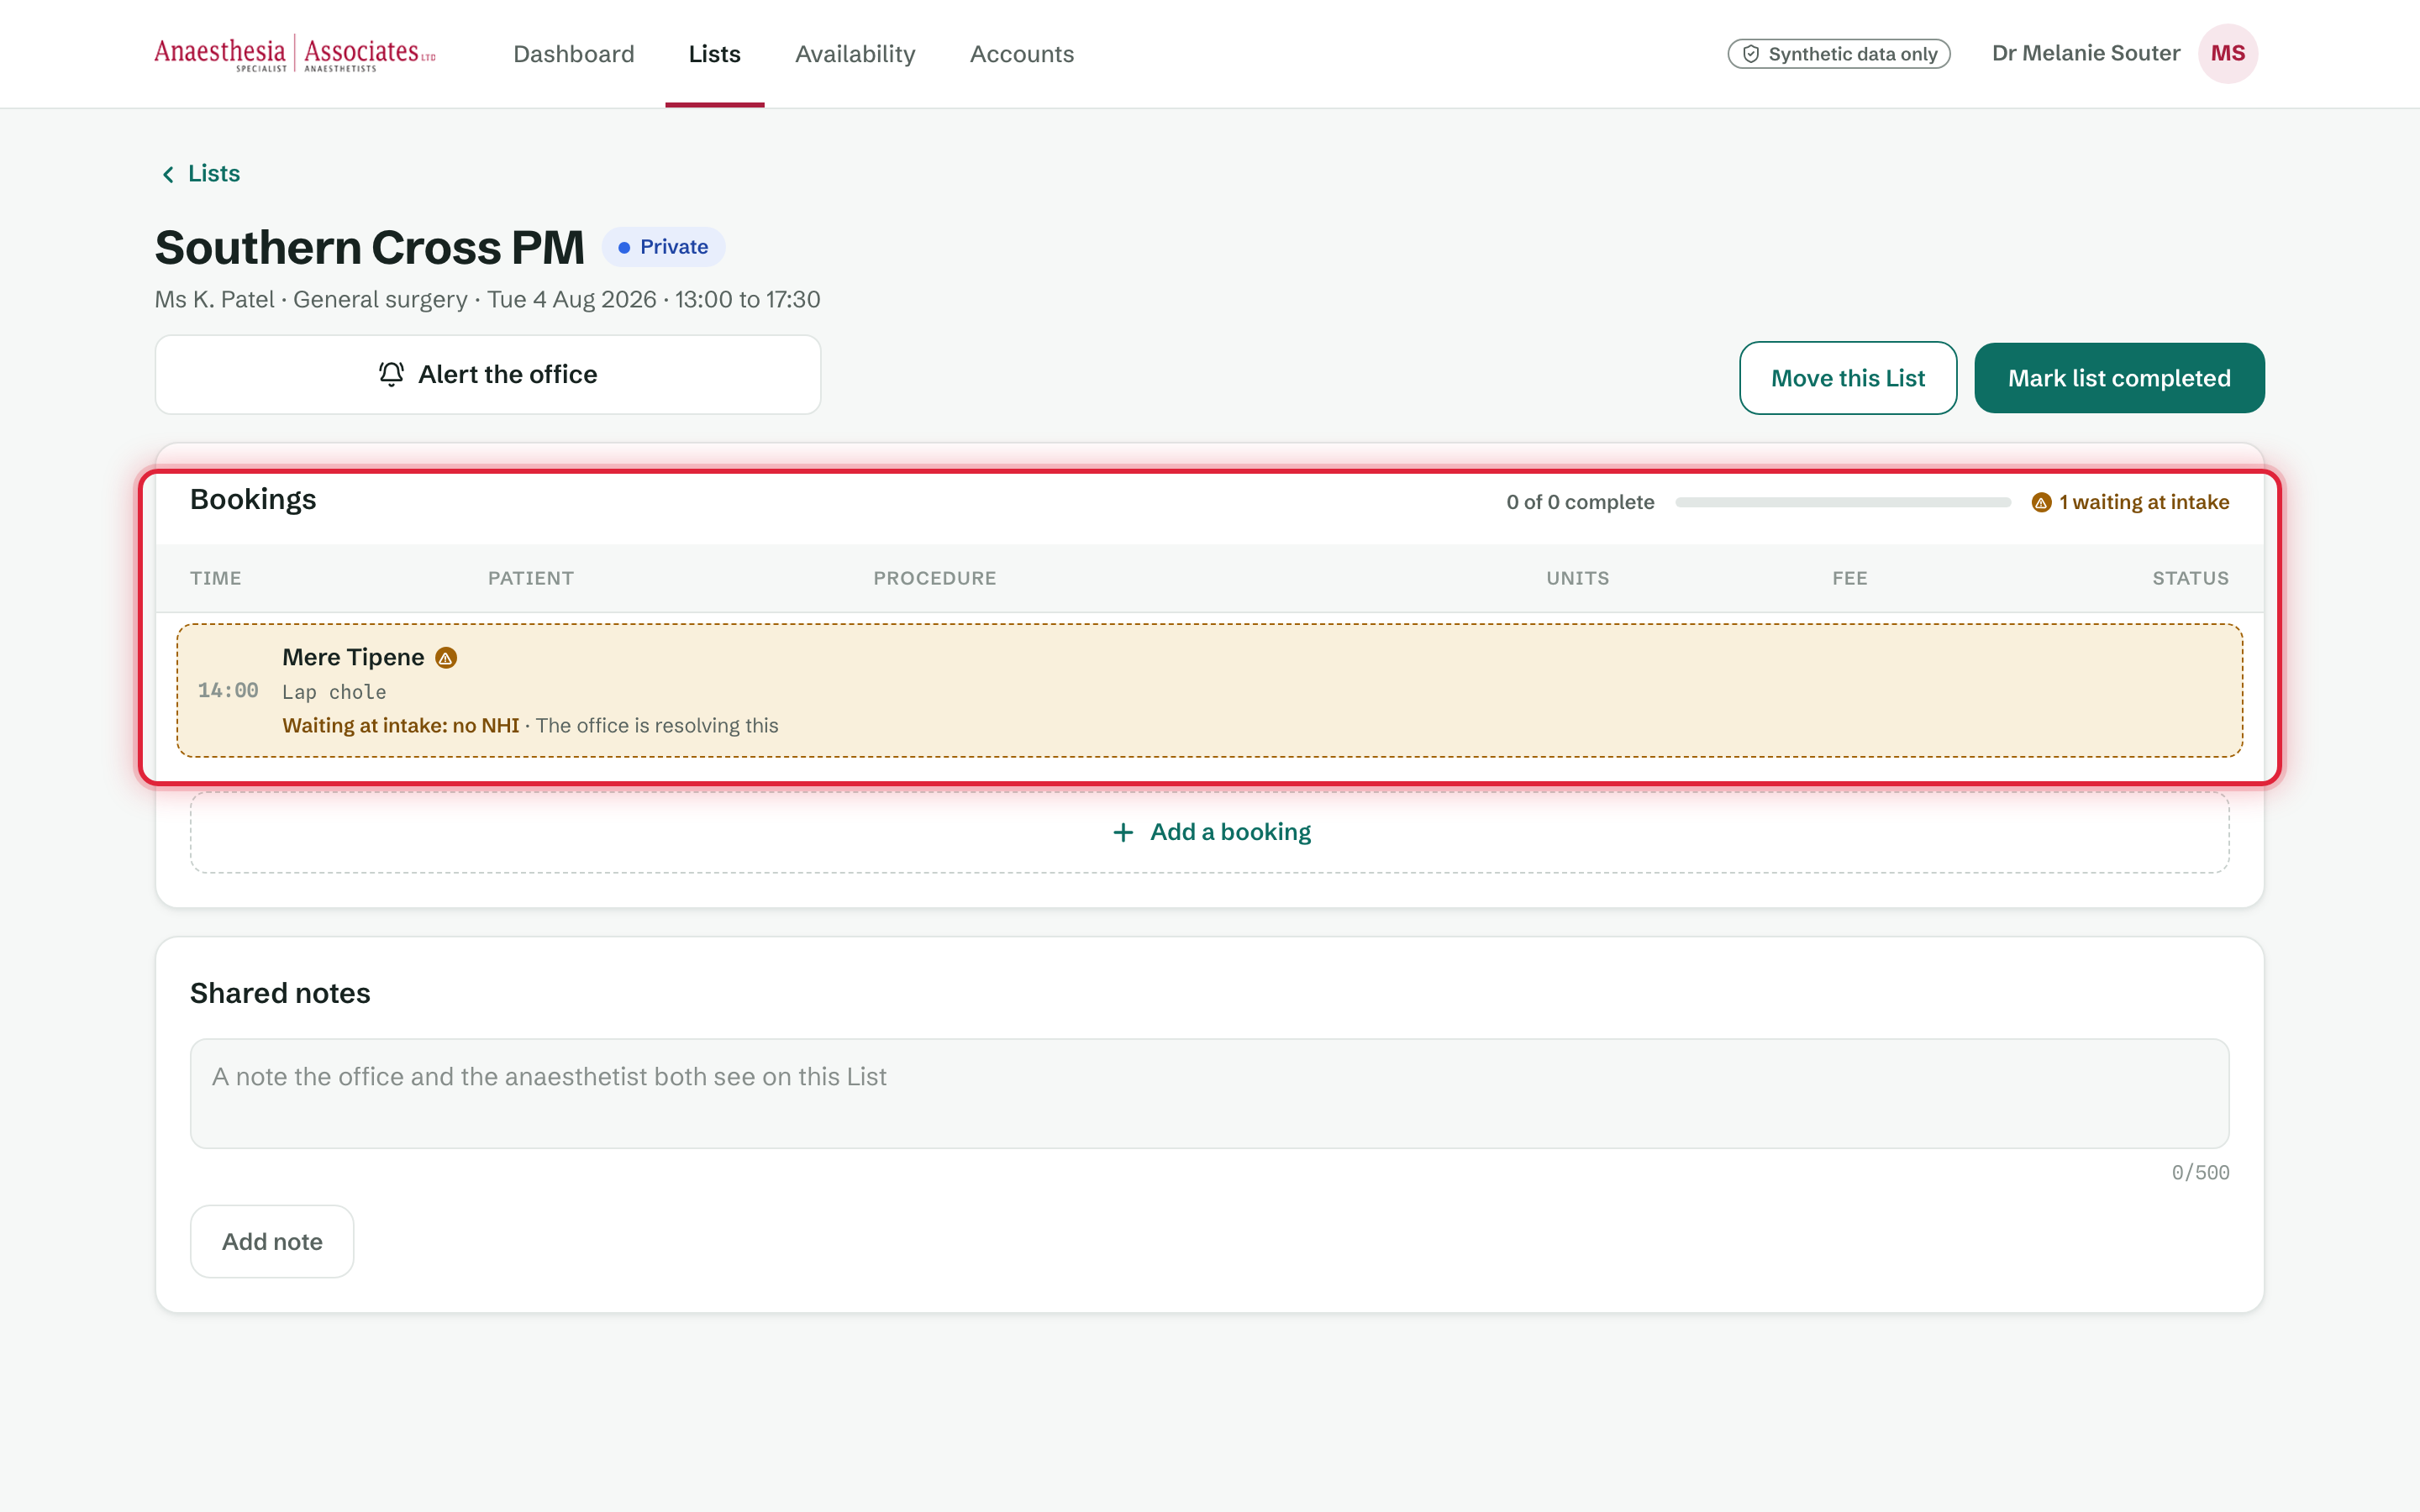 Anaesthesia Associates LTD
SPECIALIST ANAESTHETISTS
Dashboard
Lists
Availability
Accounts
Synthetic data only
Dr Melanie Souter
MS
Lists
Southern Cross PM
Private
Ms K. Patel · General surgery · Tue 4 Aug 2026 · 13:00 to 17:30
Alert the office
Move this List
Mark list completed
Bookings
0 of 0 complete
1 waiting at intake
TIME
PATIENT
PROCEDURE
UNITS
FEE
STATUS
14:00
Mere Tipene
Lap chole
Waiting at intake: no NHI · The office is resolving this
+ Add a booking
Shared notes
A note the office and the anaesthetist both see on this List
0/500
Add note